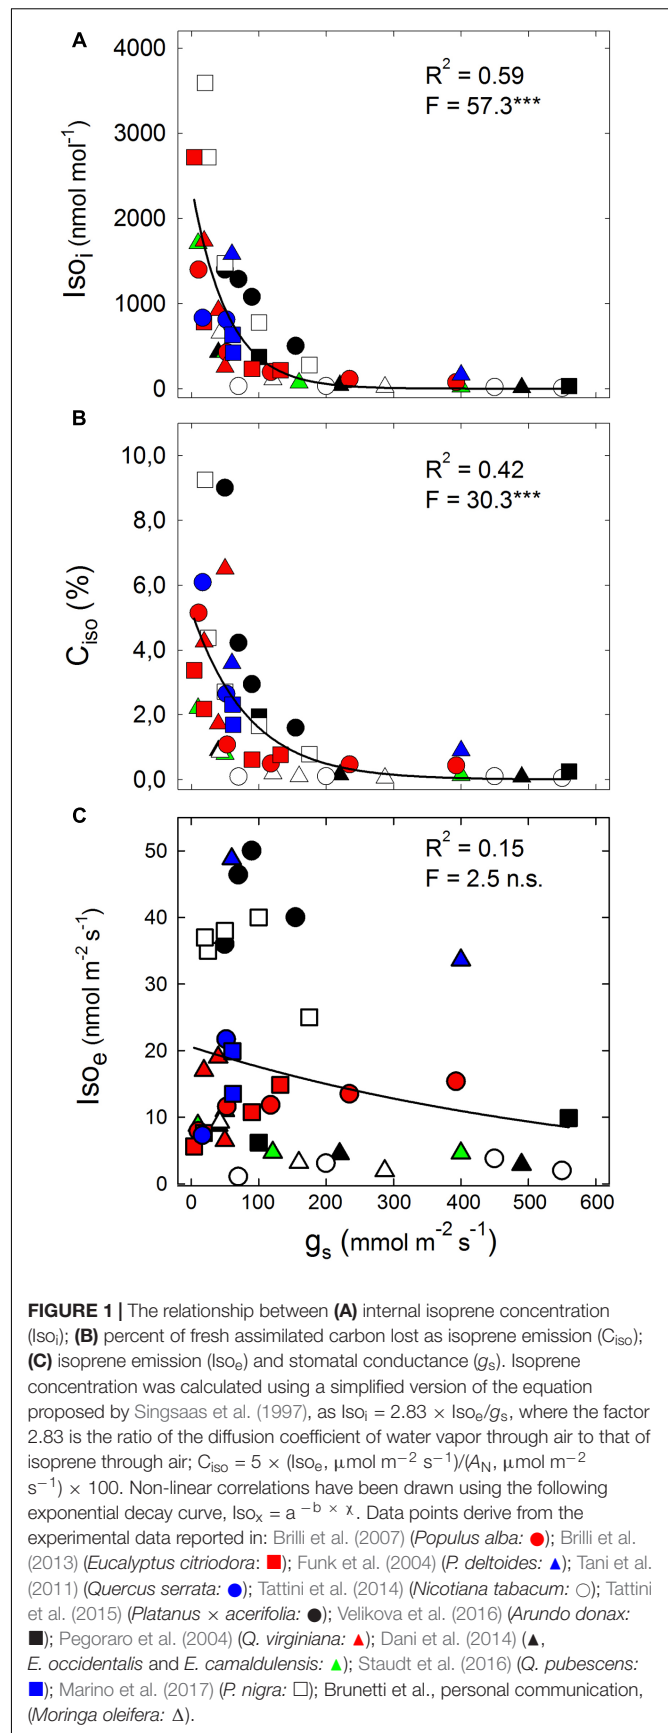 A
R² = 0.59
F = 57.3***
Iso_i (nmol mol⁻¹)
4000
3000
2000
1000
0
B
R² = 0.42
F = 30.3***
C_iso (%)
10,0
8,0
6,0
4,0
2,0
0,0
C
R² = 0.15
F = 2.5 n.s.
Iso_e (nmol m⁻² s⁻¹)
50
40
30
20
10
0
0 100 200 300 400 500 600
g_s (mmol m⁻² s⁻¹)
FIGURE 1 | The relationship between (A) internal isoprene concentration
(Iso_i); (B) percent of fresh assimilated carbon lost as isoprene emission (C_iso);
(C) isoprene emission (Iso_e) and stomatal conductance (g_s). Isoprene
concentration was calculated using a simplified version of the equation
proposed by Singsaas et al. (1997), as Iso_i = 2.83 × Iso_e/g_s, where the factor
2.83 is the ratio of the diffusion coefficient of water vapor through air to that of
isoprene through air; C_iso = 5 × (Iso_e, μmol m⁻² s⁻¹)/(A_N, μmol m⁻²
s⁻¹) × 100. Non-linear correlations have been drawn using the following
exponential decay curve, Iso_x = a ⁻ᵇ ˣ ᵡ. Data points derive from the
experimental data reported in: Brilli et al. (2007) (Populus alba: ●); Brilli et al.
(2013) (Eucalyptus citriodora: ■); Funk et al. (2004) (P. deltoides: ▲); Tani et al.
(2011) (Quercus serrata: ●); Tattini et al. (2014) (Nicotiana tabacum: ○); Tattini
et al. (2015) (Platanus × acerifolia: ●); Velikova et al. (2016) (Arundo donax:
■); Pegoraro et al. (2004) (Q. virginiana: ▲); Dani et al. (2014) (▲,
E. occidentalis and E. camaldulensis: ▲); Staudt et al. (2016) (Q. pubescens:
■); Marino et al. (2017) (P. nigra: □); Brunetti et al., personal communication,
(Moringa oleifera: Δ).